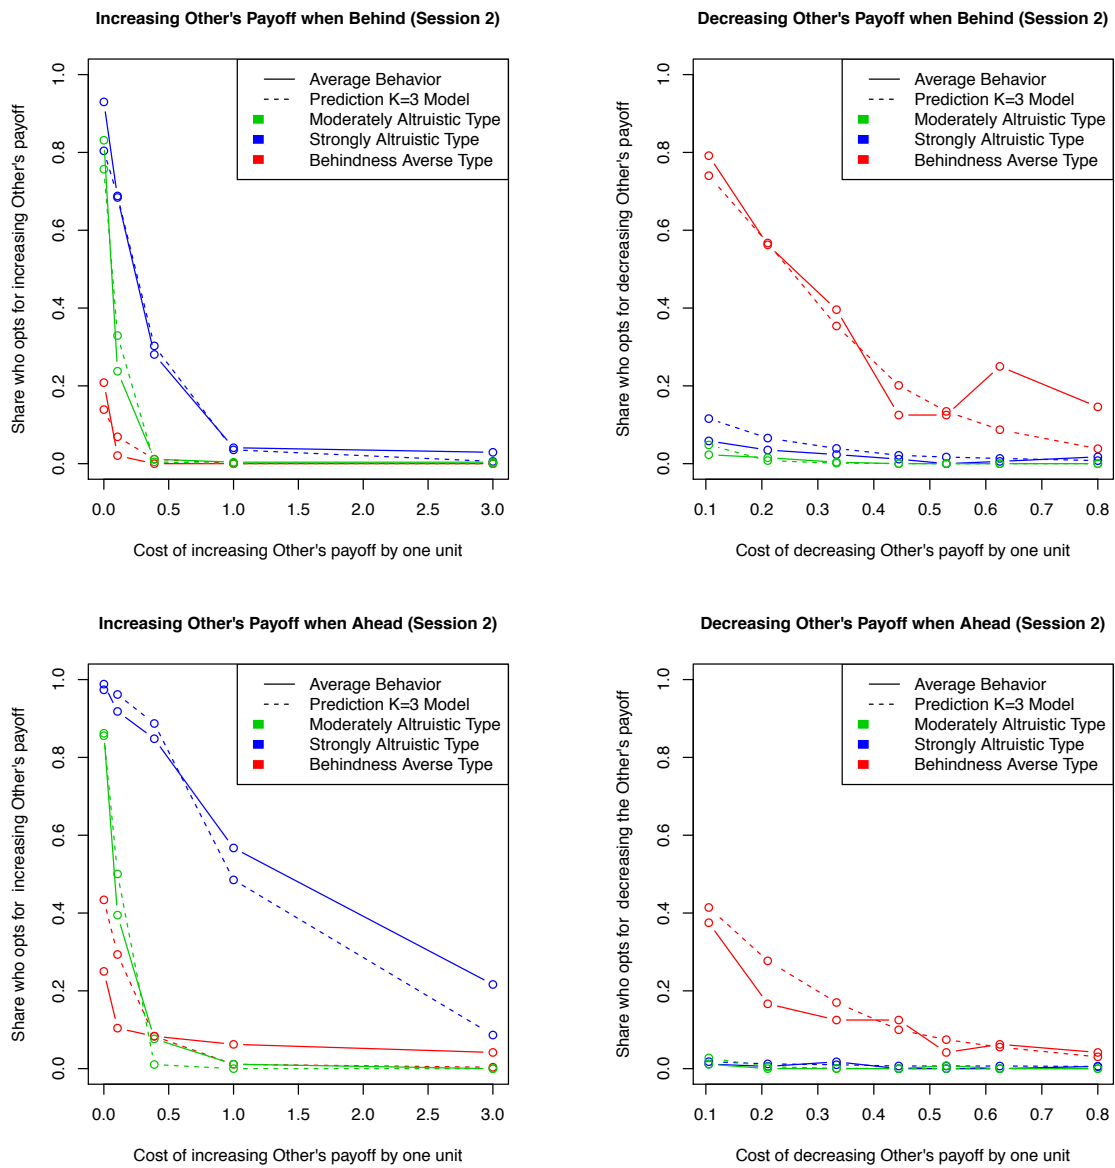 Increasing Other's Payoff when Behind (Session 2)
Share who opts for increasing Other's payoff
1.0
0.8
0.6
0.4
0.2
0.0
Average Behavior
Prediction K=3 Model
Moderately Altruistic Type
Strongly Altruistic Type
Behindness Averse Type
0.0 0.5 1.0 1.5 2.0 2.5 3.0
Cost of increasing Other's payoff by one unit
Decreasing Other's Payoff when Behind (Session 2)
Share who opts for decreasing Other's payoff
1.0
0.8
0.6
0.4
0.2
0.0
Average Behavior
Prediction K=3 Model
Moderately Altruistic Type
Strongly Altruistic Type
Behindness Averse Type
0.1 0.2 0.3 0.4 0.5 0.6 0.7 0.8
Cost of decreasing Other's payoff by one unit
Increasing Other's Payoff when Ahead (Session 2)
Share who opts for increasing Other's payoff
1.0
0.8
0.6
0.4
0.2
0.0
Average Behavior
Prediction K=3 Model
Moderately Altruistic Type
Strongly Altruistic Type
Behindness Averse Type
0.0 0.5 1.0 1.5 2.0 2.5 3.0
Cost of increasing Other's payoff by one unit
Decreasing Other's Payoff when Ahead (Session 2)
Share who opts for decreasing the Other's payoff
1.0
0.8
0.6
0.4
0.2
0.0
Average Behavior
Prediction K=3 Model
Moderately Altruistic Type
Strongly Altruistic Type
Behindness Averse Type
0.1 0.2 0.3 0.4 0.5 0.6 0.7 0.8
Cost of decreasing Other's payoff by one unit